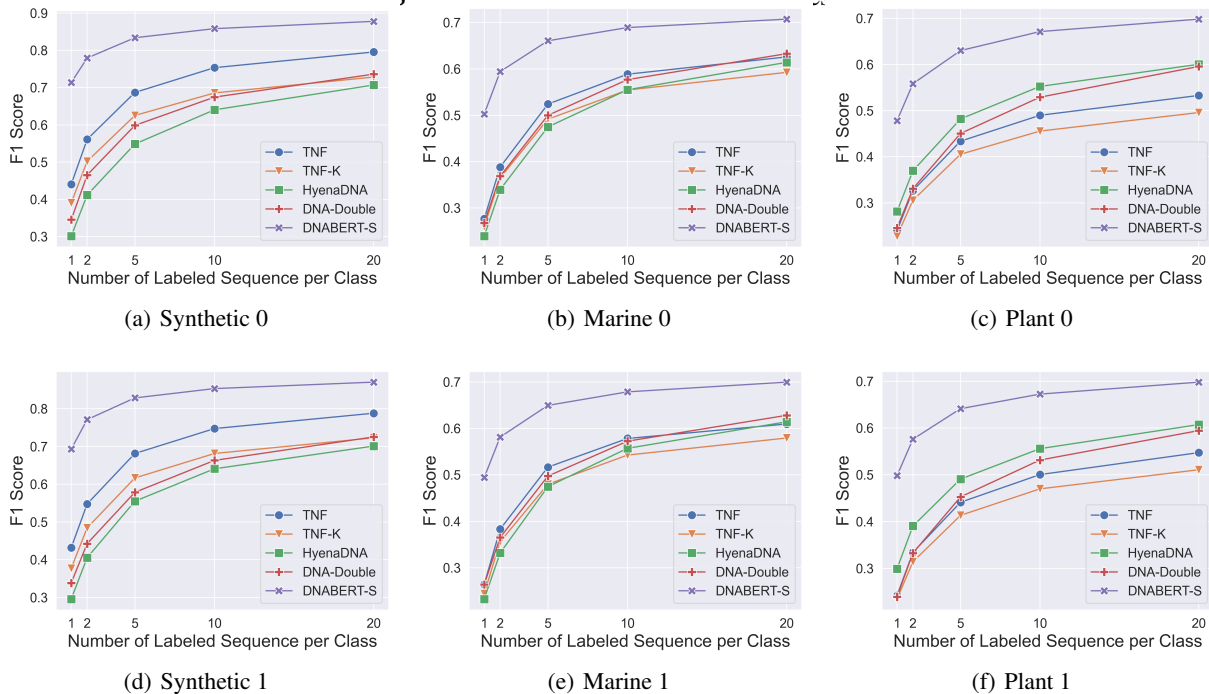 0.9
0.8
0.7
0.6
0.5
0.4
0.3
F1 Score
TNF
TNF-K
HyenaDNA
DNA-Double
DNABERT-S
1 2 5 10 20
Number of Labeled Sequence per Class
(a) Synthetic 0
0.7
0.6
0.5
0.4
0.3
F1 Score
TNF
TNF-K
HyenaDNA
DNA-Double
DNABERT-S
1 2 5 10 20
Number of Labeled Sequence per Class
(b) Marine 0
0.7
0.6
0.5
0.4
0.3
F1 Score
TNF
TNF-K
HyenaDNA
DNA-Double
DNABERT-S
1 2 5 10 20
Number of Labeled Sequence per Class
(c) Plant 0
0.8
0.7
0.6
0.5
0.4
0.3
F1 Score
TNF
TNF-K
HyenaDNA
DNA-Double
DNABERT-S
1 2 5 10 20
Number of Labeled Sequence per Class
(d) Synthetic 1
0.7
0.6
0.5
0.4
0.3
F1 Score
TNF
TNF-K
HyenaDNA
DNA-Double
DNABERT-S
1 2 5 10 20
Number of Labeled Sequence per Class
(e) Marine 1
0.7
0.6
0.5
0.4
0.3
F1 Score
TNF
TNF-K
HyenaDNA
DNA-Double
DNABERT-S
1 2 5 10 20
Number of Labeled Sequence per Class
(f) Plant 1